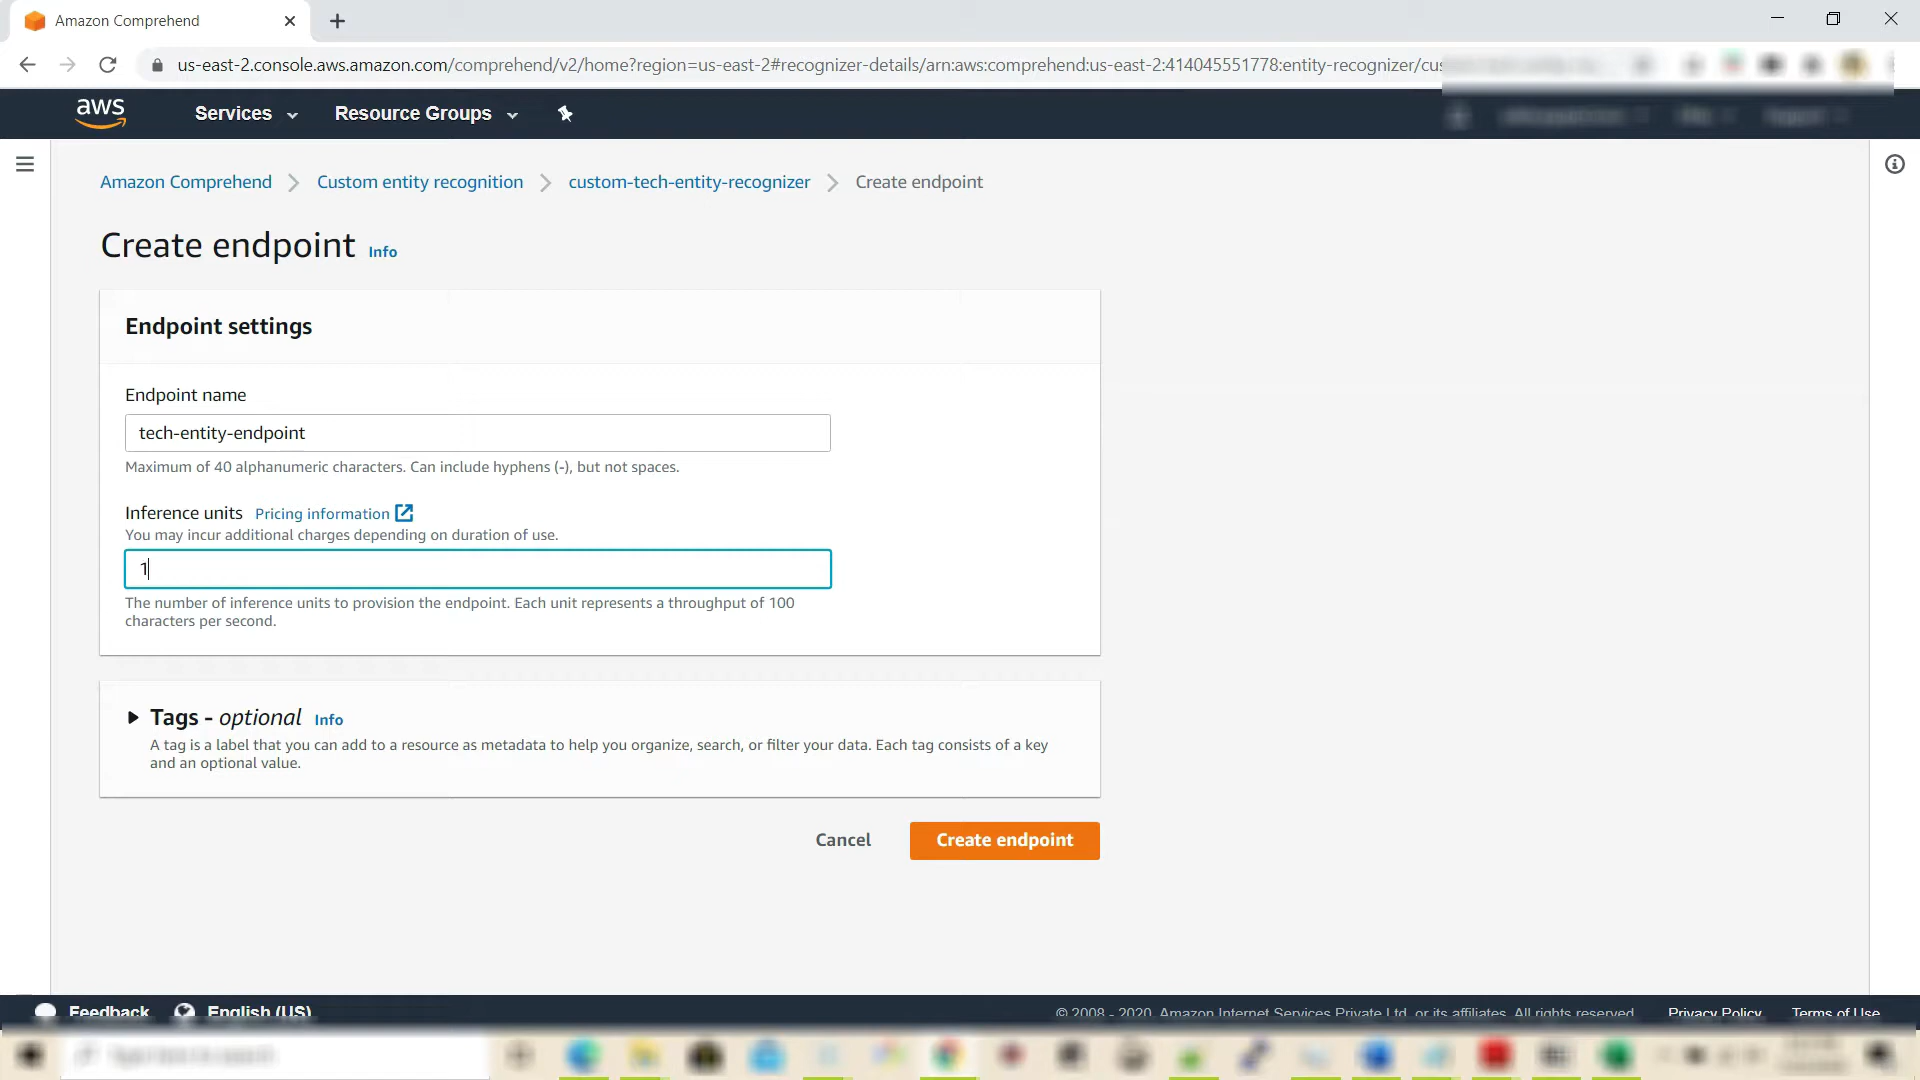 Amazon Comprehend
us-east-2.console.aws.amazon.com/comprehend/v2/home?region=us-east-2#recognizer-details/arn:aws:comprehend:us-east-2:414045551778:entity-recognizer/cus
aws
Services
Resource Groups
Amazon Comprehend
Custom entity recognition
custom-tech-entity-recognizer
Create endpoint
Create endpoint Info
Endpoint settings
Endpoint name
tech-entity-endpoint
Maximum of 40 alphanumeric characters. Can include hyphens (-), but not spaces.
Inference units Pricing information
You may incur additional charges depending on duration of use.
1
The number of inference units to provision the endpoint. Each unit represents a throughput of 100
characters per second.
Tags - optional Info
A tag is a label that you can add to a resource as metadata to help you organize, search, or filter your data. Each tag consists of a key
and an optional value.
Cancel
Create endpoint
Feedback
English (US)
© 2008 - 2020, Amazon Internet Services Private Ltd. or its affiliates. All rights reserved.
Privacy Policy
Terms of Use
Type here to search